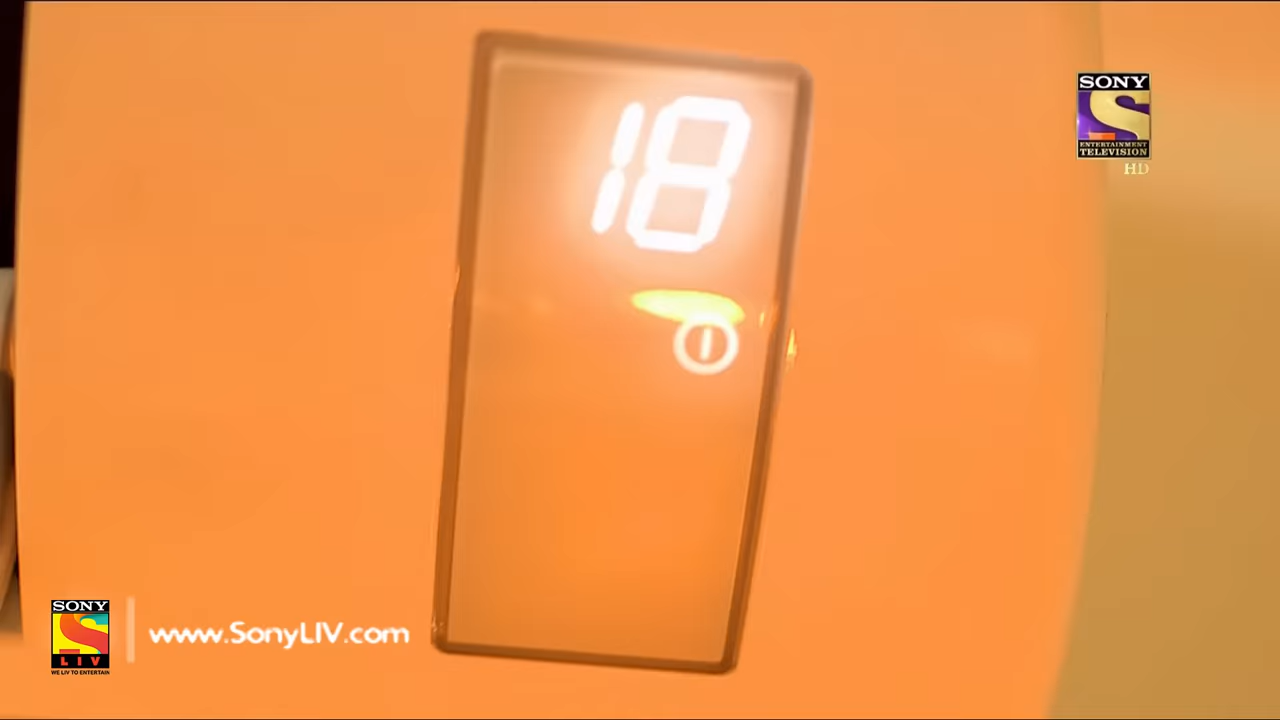 18
SONY
ENTERTAINMENT
TELEVISION
HD
SONY
LIV
WE LIV TO ENTERTAIN
www.SonyLIV.com